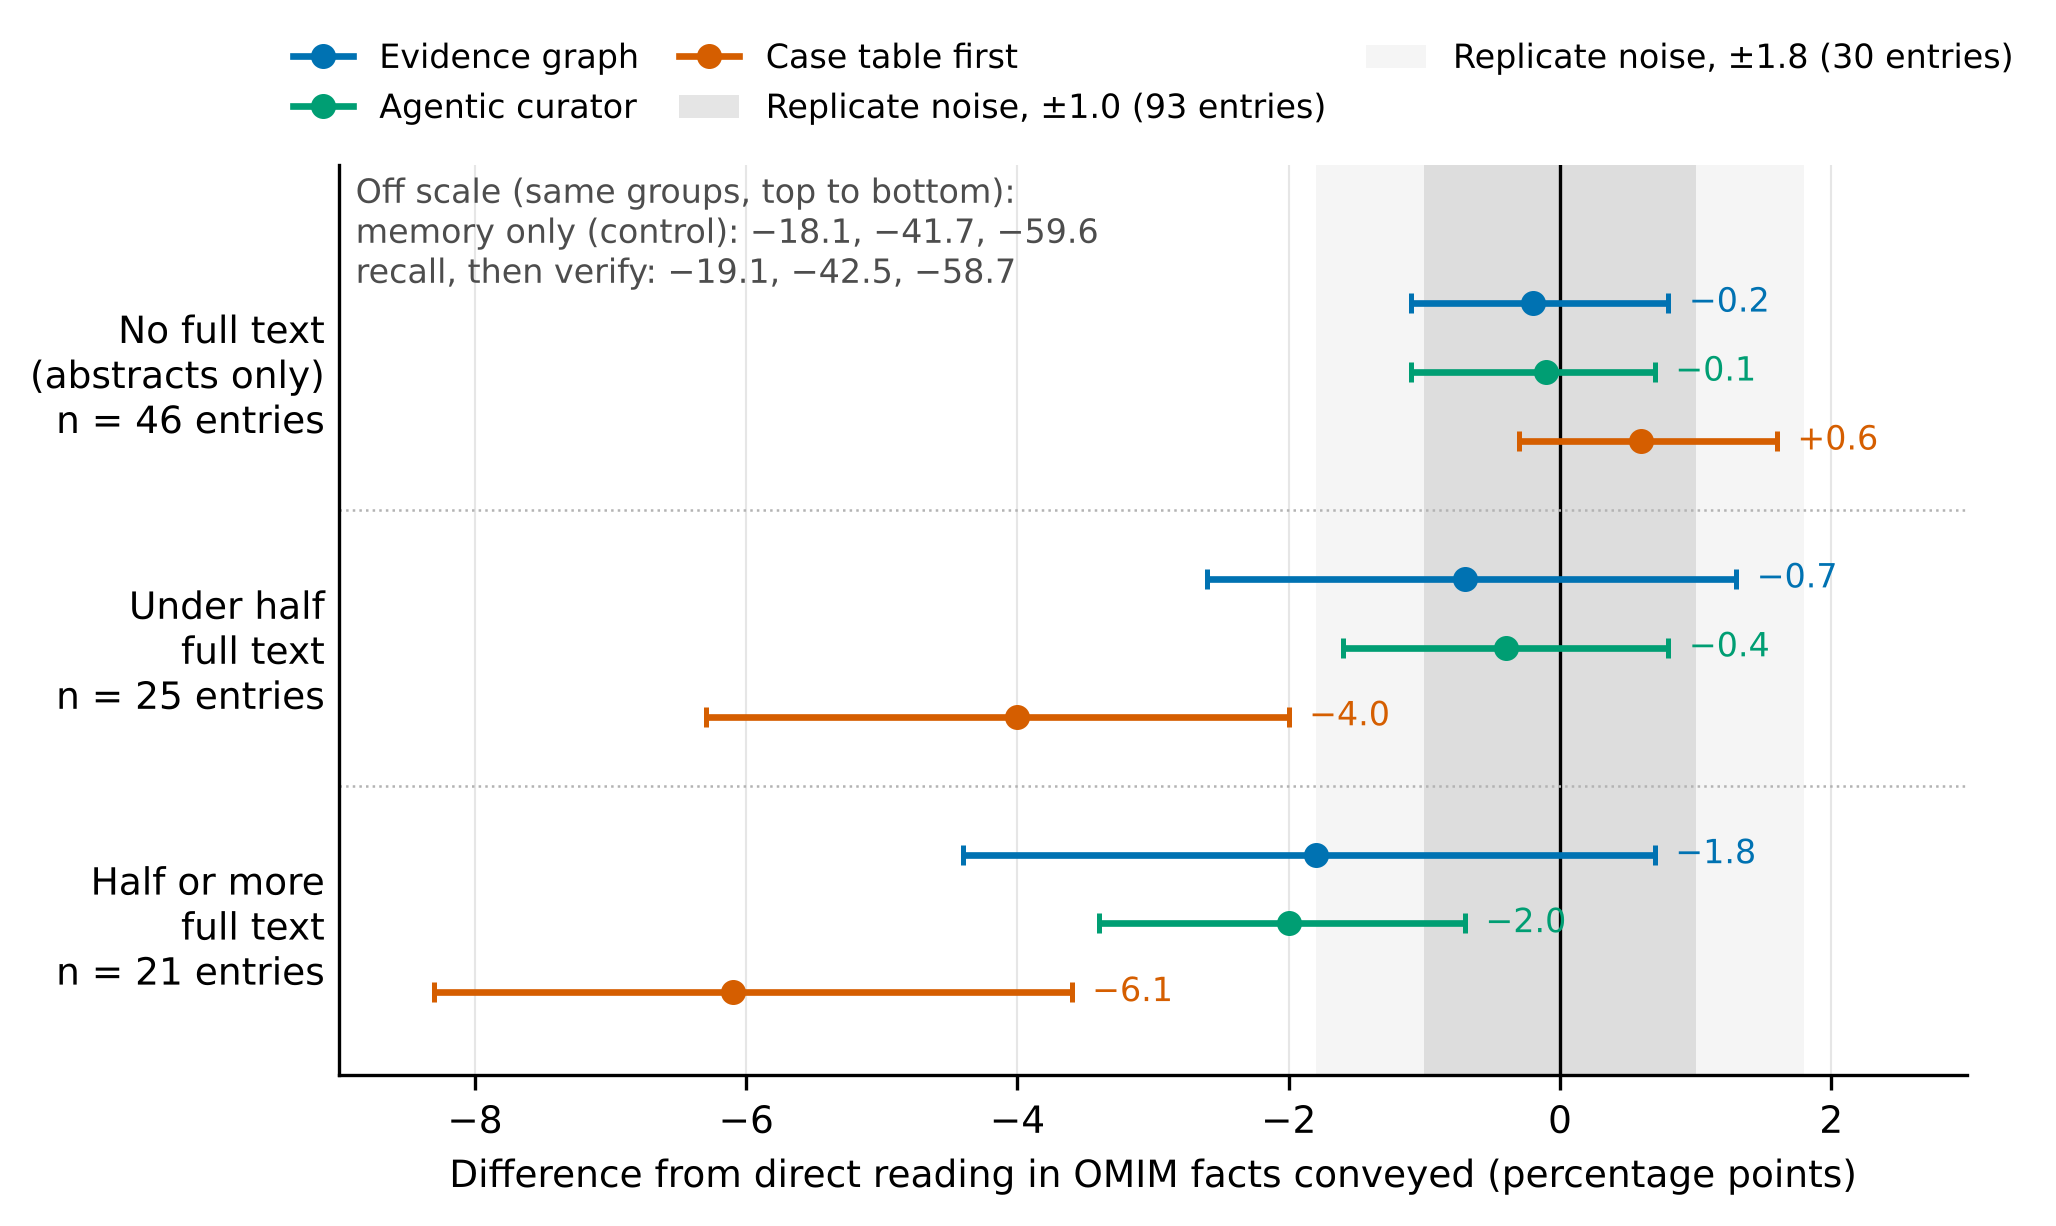 Evidence graph
Agentic curator
Case table first
Replicate noise, ±1.0 (93 entries)
Replicate noise, ±1.8 (30 entries)
Off scale (same groups, top to bottom):
memory only (control): −18.1, −41.7, −59.6
recall, then verify: −19.1, −42.5, −58.7
No full text
(abstracts only)
n = 46 entries
−0.2
−0.1
+0.6
Under half
full text
n = 25 entries
−0.7
−0.4
−4.0
Half or more
full text
n = 21 entries
−1.8
−2.0
−6.1
−8 −6 −4 −2 0 2
Difference from direct reading in OMIM facts conveyed (percentage points)